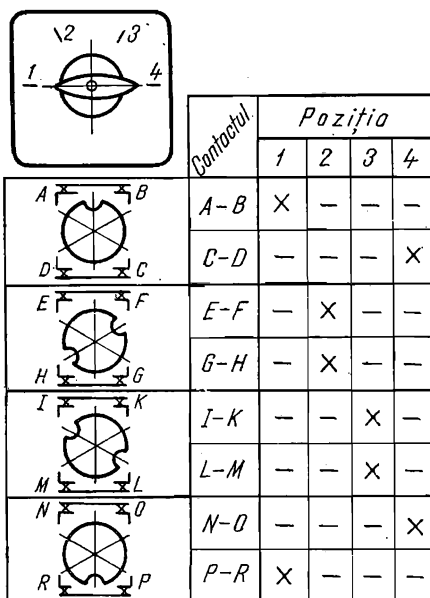 2 3
1 4
Contactul Poziția
1 2 3 4
A B
A-B X — — —
D C
C-D — — — X
E F
E-F — X — —
H G
G-H — X — —
I K
I-K — — X —
M L
L-M — — X —
N O
N-O — — — X
R P
P-R X — — —